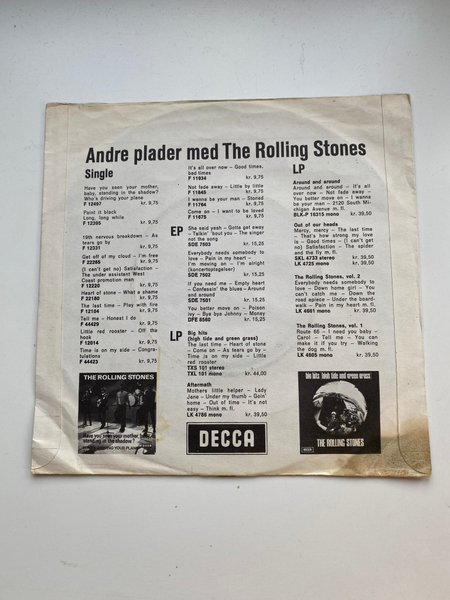 Andre plader med The Rolling Stones
Single
Have you seen your mother,
baby, standing in the shadow?
Who's driving your plane
F 12497 kr. 9,75
Paint it black
Long, long while
F 12395 kr. 9,75
19th nervous breakdown – As
tears go by
F 12331 kr. 9,75
Get off of my cloud – I'm free
F 22265 kr. 9,75
(I can't get no) Satisfaction –
The under assistant West
Coast promotion man
F 12220 kr. 9,75
Heart of stone – What a shame
F 22180 kr. 9,75
The last time – Play with fire
F 12104 kr. 9,75
Tell me – Honest I do
F 44429 kr. 9,75
Little red rooster – Off the
hook
F 12014 kr. 9,75
Time is on my side – Congra-
tulations
F 44423 kr. 9,75
THE ROLLING STONES
Have you seen your mother, baby,
standing in the shadow?
It's all over now – Good times,
bad times
F 11934 kr. 9,75
Not fade away – Little by little
F 11845 kr. 9,75
I wanna be your man – Stoned
F 11764 kr. 9,75
Come on – I want to be loved
F 11675 kr. 9,75
EP
She said yeah – Gotta get away
– Talkin' 'bout you – The singer
not the song
SDE 7503 kr. 15,25
Everybody needs somebody to
love – Pain in my heart –
I'm moving on – I'm alright
(koncertoptagelser)
SDE 7502 kr. 15,25
If you need me – Empty heart
– Confessin' the blues – Around
and around
SDE 7501 kr. 15,25
You better move on – Poison
ivy – Bye bye Johnny – Money
DFE 8560 kr. 15,25
LP
Big hits
(high tide and green grass)
The last time – Heart of stone
– Come on – As tears go by –
Time is on my side – Little
red rooster
TXS 101 stereo
TXL 101 mono kr. 44,00
Aftermath
Mothers little helper – Lady
Jane – Under my thumb – Goin'
home – Out of time – It's not
easy – Think m. fl.
LK 4786 mono kr. 39,50
DECCA
LP
Around and around
Around and around – It's all
over now – Not fade away –
You better move on – I wanna
be your man – 2120 South Mi-
chigan Avenue m. fl.
BLK-P 16315 mono kr. 39,50
Out of our heads
Mercy, mercy – The last time
– That's how strong my love
is – Good times – (I can't get
no) Satisfaction – The spider
and the fly m. fl.
SKL 4733 stereo kr. 39,50
LK 4725 mono kr. 39,50
The Rolling Stones, vol. 2
Everybody needs somebody to
love – Down home girl – You
can't catch me – Down the
road apiece – Under the board-
walk – Pain in my heart m. fl.
LK 4661 mono kr. 39,50
The Rolling Stones, vol. 1
Route 66 – I need you baby –
Carol – Tell me – You can
make it if you try – Walking
the dog m. fl.
LK 4605 mono kr. 39,50
big hits [high tide and green grass]
THE ROLLING STONES